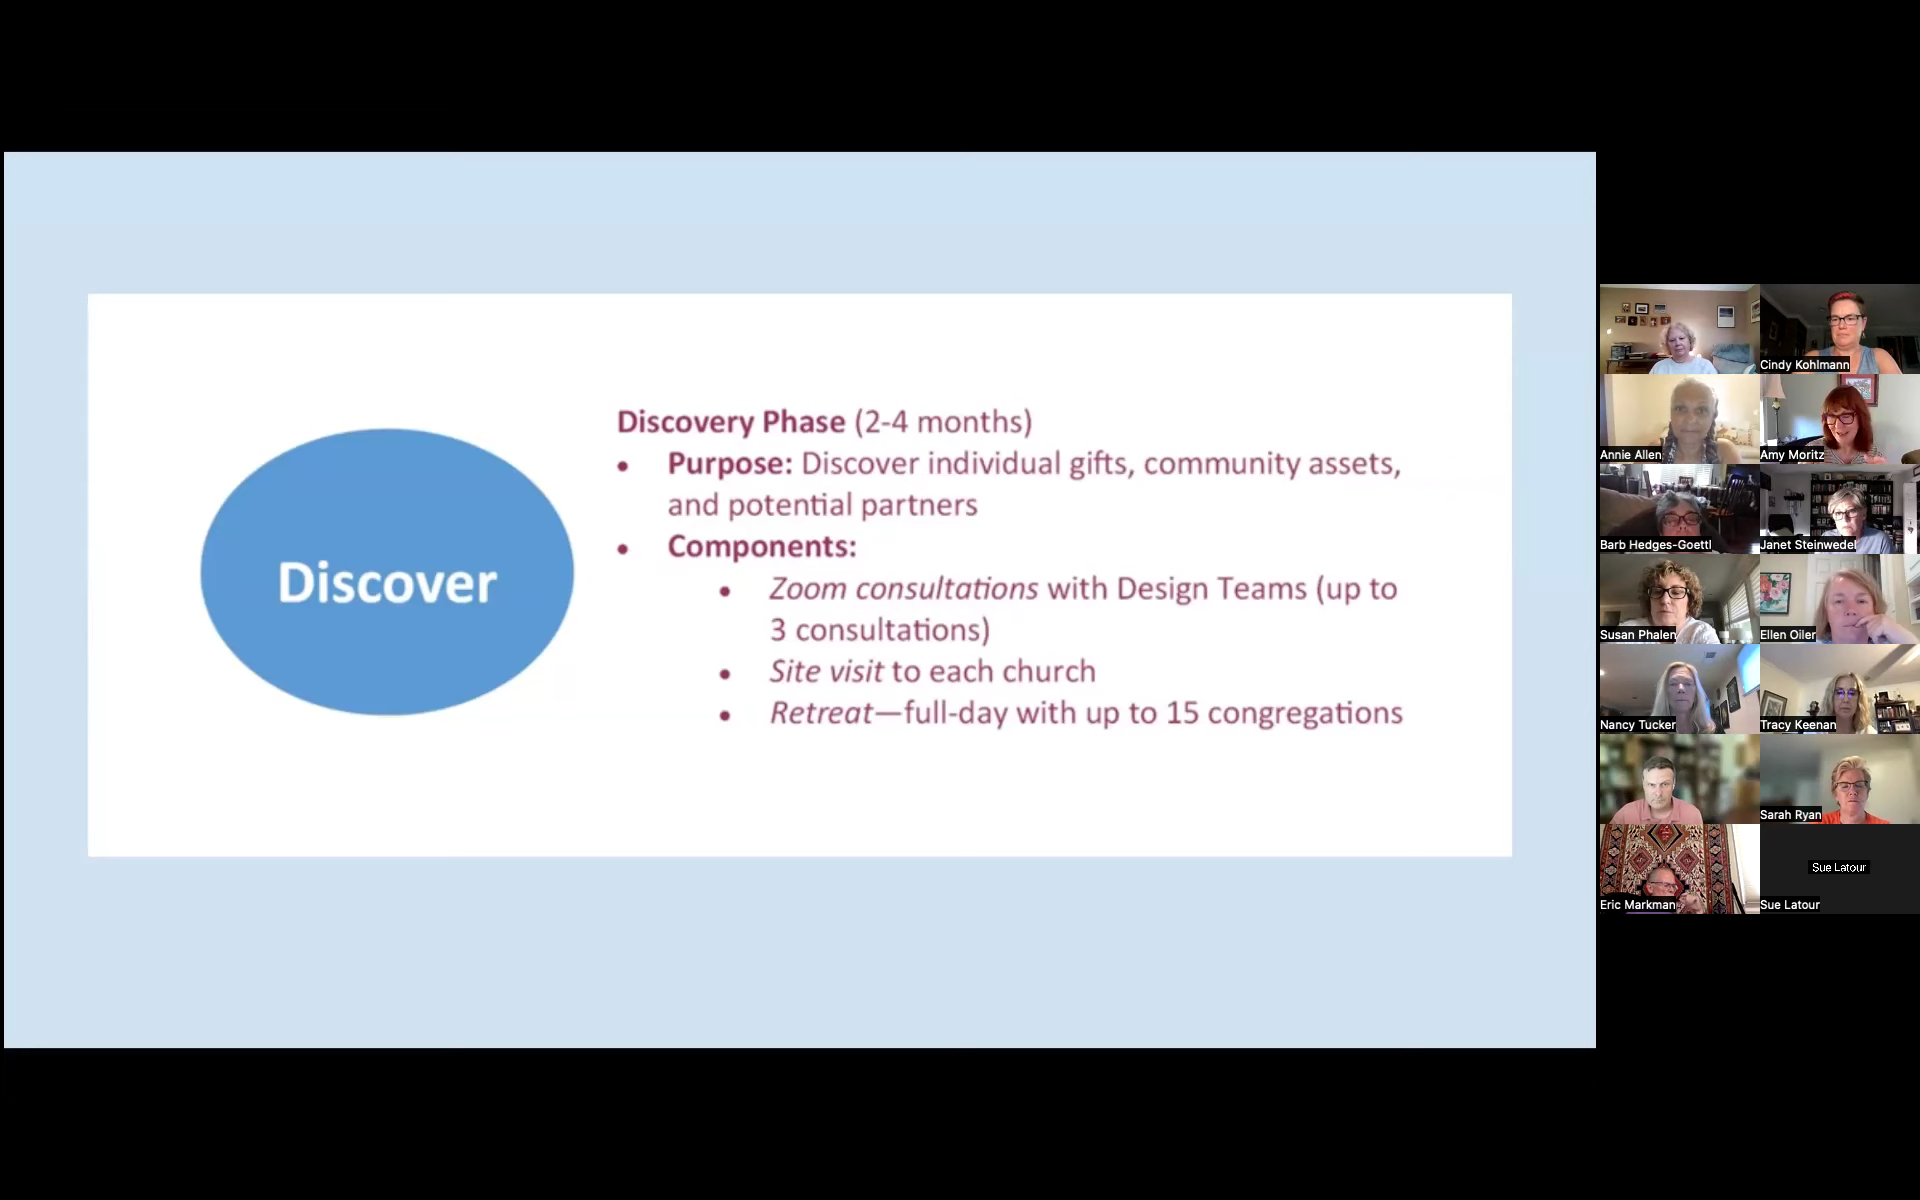 Discover
Discovery Phase (2-4 months)
• Purpose: Discover individual gifts, community assets,
and potential partners
• Components:
• Zoom consultations with Design Teams (up to
3 consultations)
• Site visit to each church
• Retreat—full-day with up to 15 congregations
Cindy Kohlmann
Annie Allen
Amy Moritz
Barb Hedges-Goettl
Janet Steinwedel
Susan Phalen
Ellen Oiler
Nancy Tucker
Tracy Keenan
Sarah Ryan
Eric Markman
Sue Latour
Sue Latour